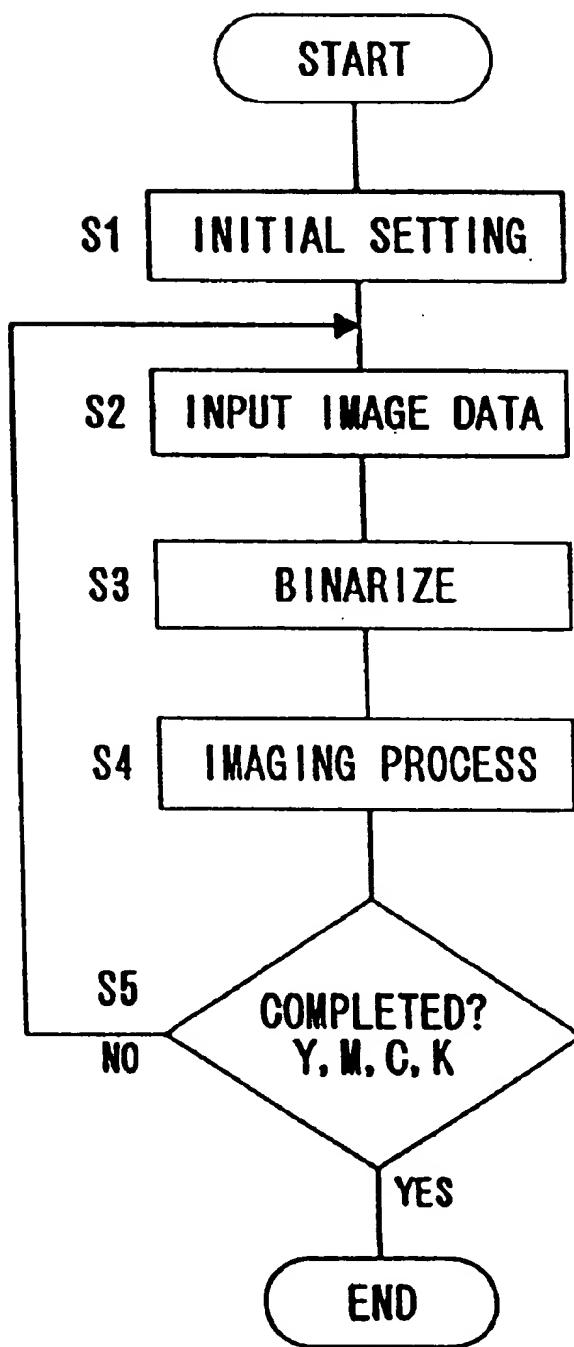 START
S1 INITIAL SETTING
S2 INPUT IMAGE DATA
S3 BINARIZE
S4 IMAGING PROCESS
S5
COMPLETED?
NO
Y, M, C, K
YES
END